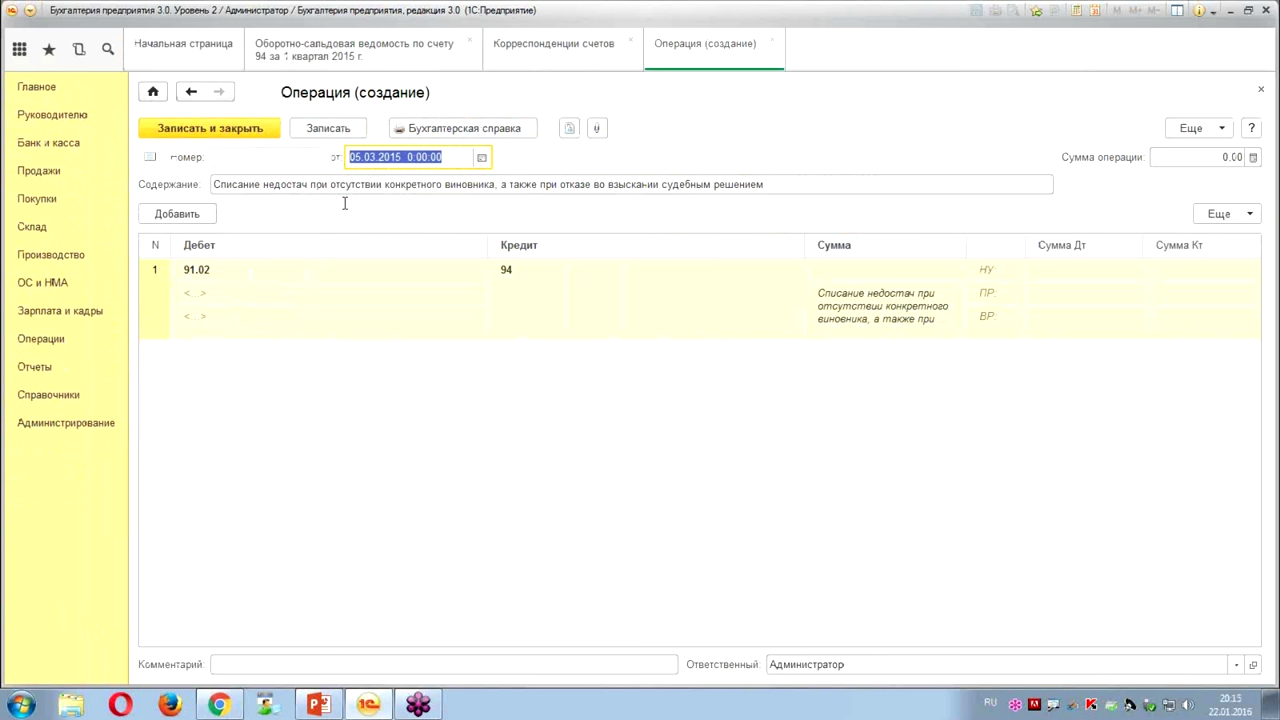 Бухгалтерия предприятия 3.0. Уровень 2 / Администратор / Бухгалтерия предприятия, редакция 3.0 (1С:Предприятие)
M M+ M-
Начальная страница
Оборотно-сальдовая ведомость по счету
94 за 1 квартал 2015 г.
Корреспонденции счетов
Операция (создание)
Главное
Руководителю
Банк и касса
Продажи
Покупки
Склад
Производство
ОС и НМА
Зарплата и кадры
Операции
Отчеты
Справочники
Администрирование
Операция (создание)
Записать и закрыть
Записать
Бухгалтерская справка
Еще
?
Номер:
от:
05.03.2015 0:00:00
Сумма операции:
0.00
Содержание:
Списание недостач при отсутствии конкретного виновника, а также при отказе во взыскании судебным решением
Добавить
Еще
N Дебет Кредит Сумма Сумма Дт Сумма Кт
1 91.02 94 НУ:
<...> Списание недостач при ПР:
отсутствии конкретного
<...> виновника, а также при ВР:
Комментарий:
Ответственный:
Администратор
RU
20:15
22.01.2016